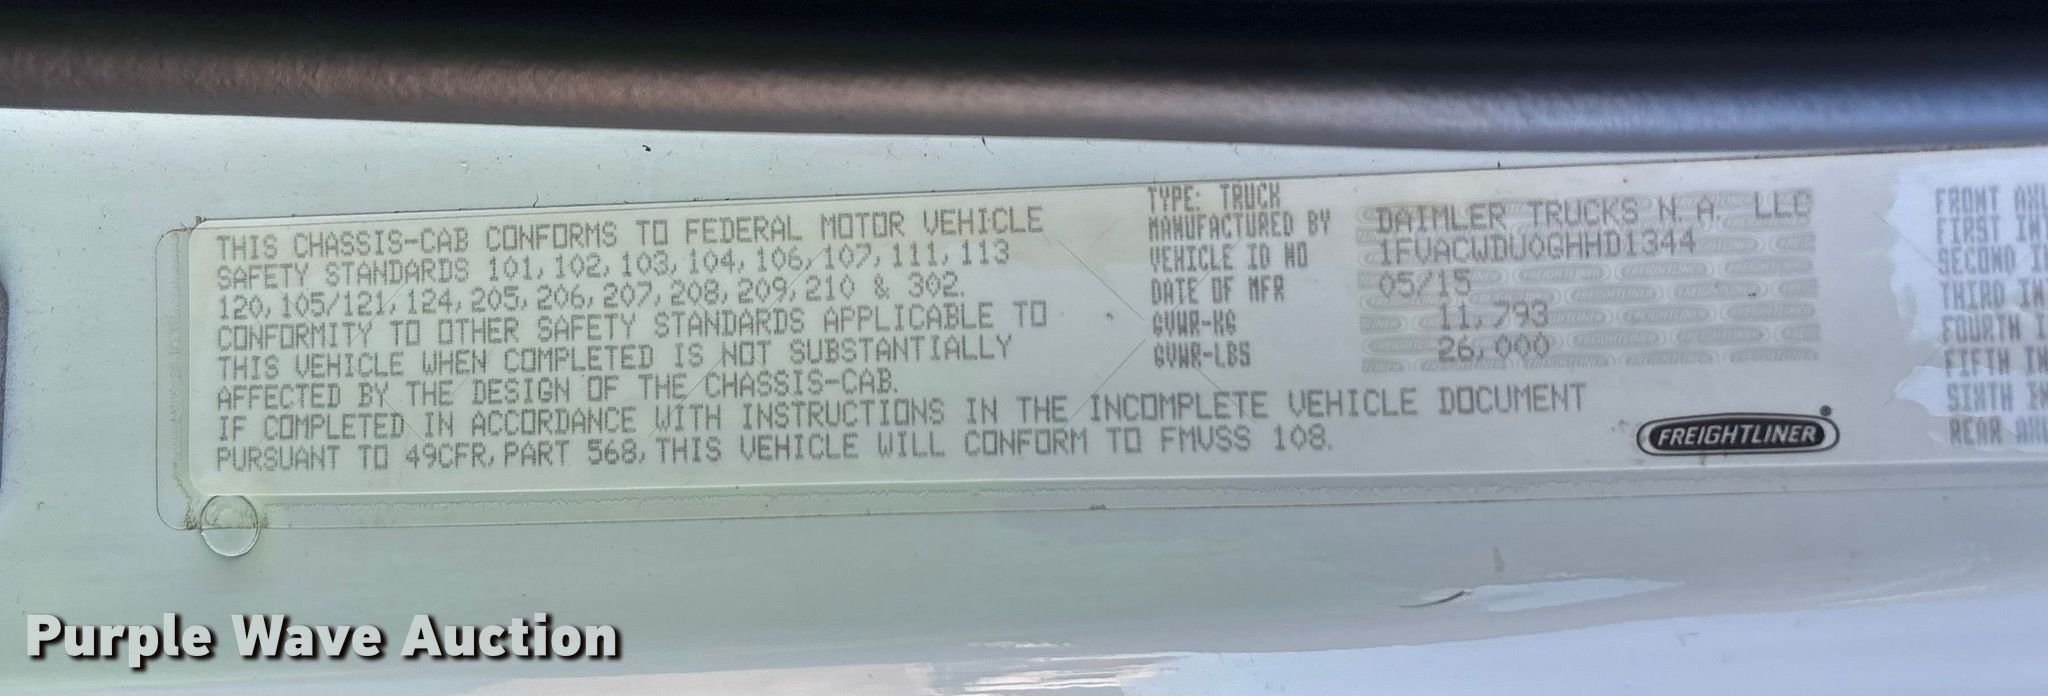 THIS CHASSIS-CAB CONFORMS TO FEDERAL MOTOR VEHICLE
SAFETY STANDARDS 101, 102, 103, 104, 106, 107, 111, 113
120, 105/121, 124, 205, 206, 207, 208, 209, 210 & 302.
CONFORMITY TO OTHER SAFETY STANDARDS APPLICABLE TO
THIS VEHICLE WHEN COMPLETED IS NOT SUBSTANTIALLY
AFFECTED BY THE DESIGN OF THE CHASSIS-CAB.
IF COMPLETED IN ACCORDANCE WITH INSTRUCTIONS IN THE INCOMPLETE VEHICLE DOCUMENT
PURSUANT TO 49CFR, PART 568, THIS VEHICLE WILL CONFORM TO FMVSS 108.
TYPE: TRUCK
MANUFACTURED BY DAIMLER TRUCKS N.A. LLC
VEHICLE ID NO 1FVACWDU0GHHD1344
DATE OF MFR 05/15
GVWR-KG 11,793
GVWR-LBS 26,000
FREIGHTLINER
FRONT
FIRST
SECOND
THIRD
FOURTH
FIFTH
SIXTH
REAR
Purple Wave Auction